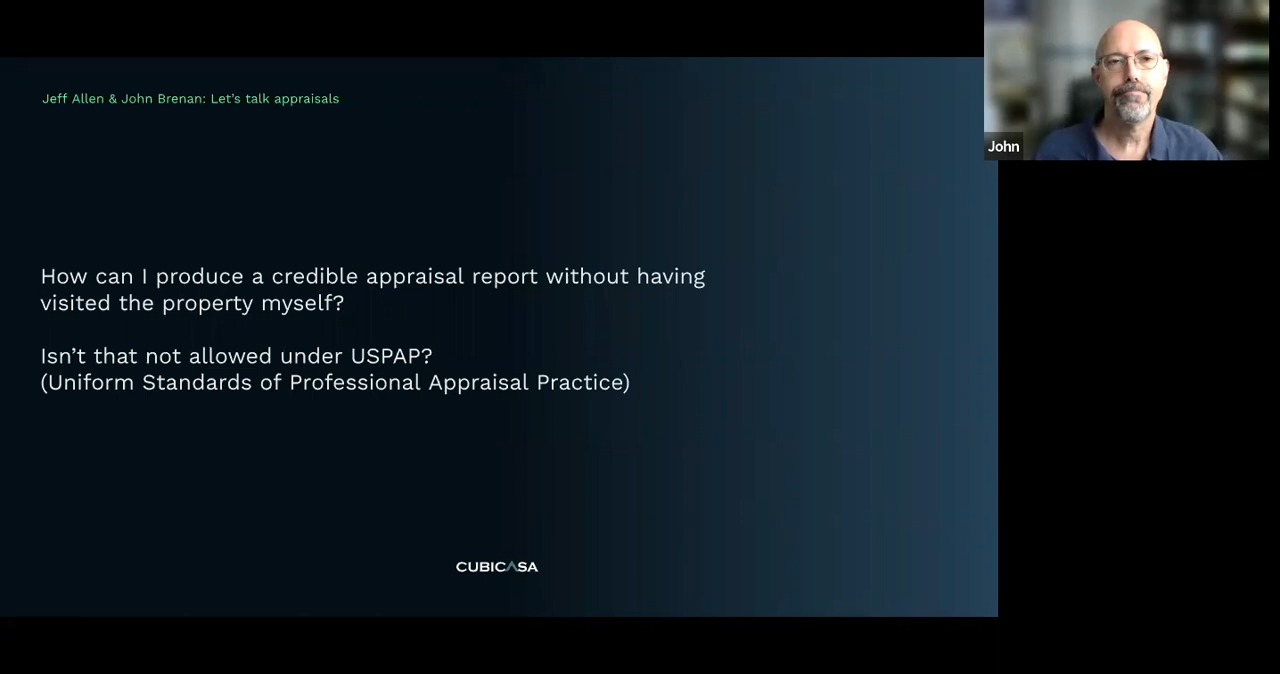 Jeff Allen & John Brenan: Let's talk appraisals
John
How can I produce a credible appraisal report without having
visited the property myself?
Isn't that not allowed under USPAP?
(Uniform Standards of Professional Appraisal Practice)
CUBICASA